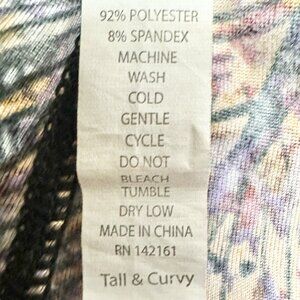 92% POLYESTER
8% SPANDEX
MACHINE
WASH
COLD
GENTLE
CYCLE
DO NOT
BLEACH
TUMBLE
DRY LOW
MADE IN CHINA
RN 142161
Tall & Curvy